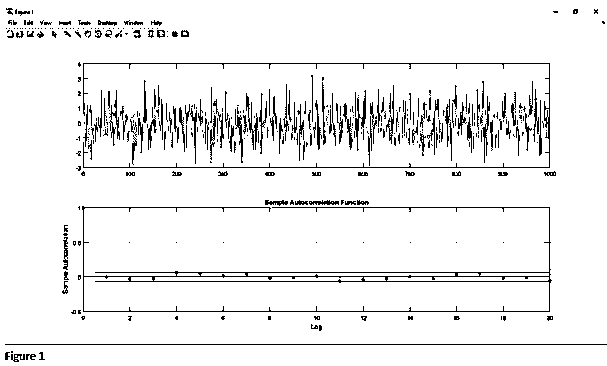 Figure 1
File Edit View Insert Tools Desktop Window Help
4
3
2
1
0
-1
-2
-3
0 100 200 300 400 500 600 700 800 900 1000
Sample Autocorrelation Function
1
0.5
0
-0.5
Sample Autocorrelation
0 2 4 6 8 10 12 14 16 18 20
Lag
Figure 1